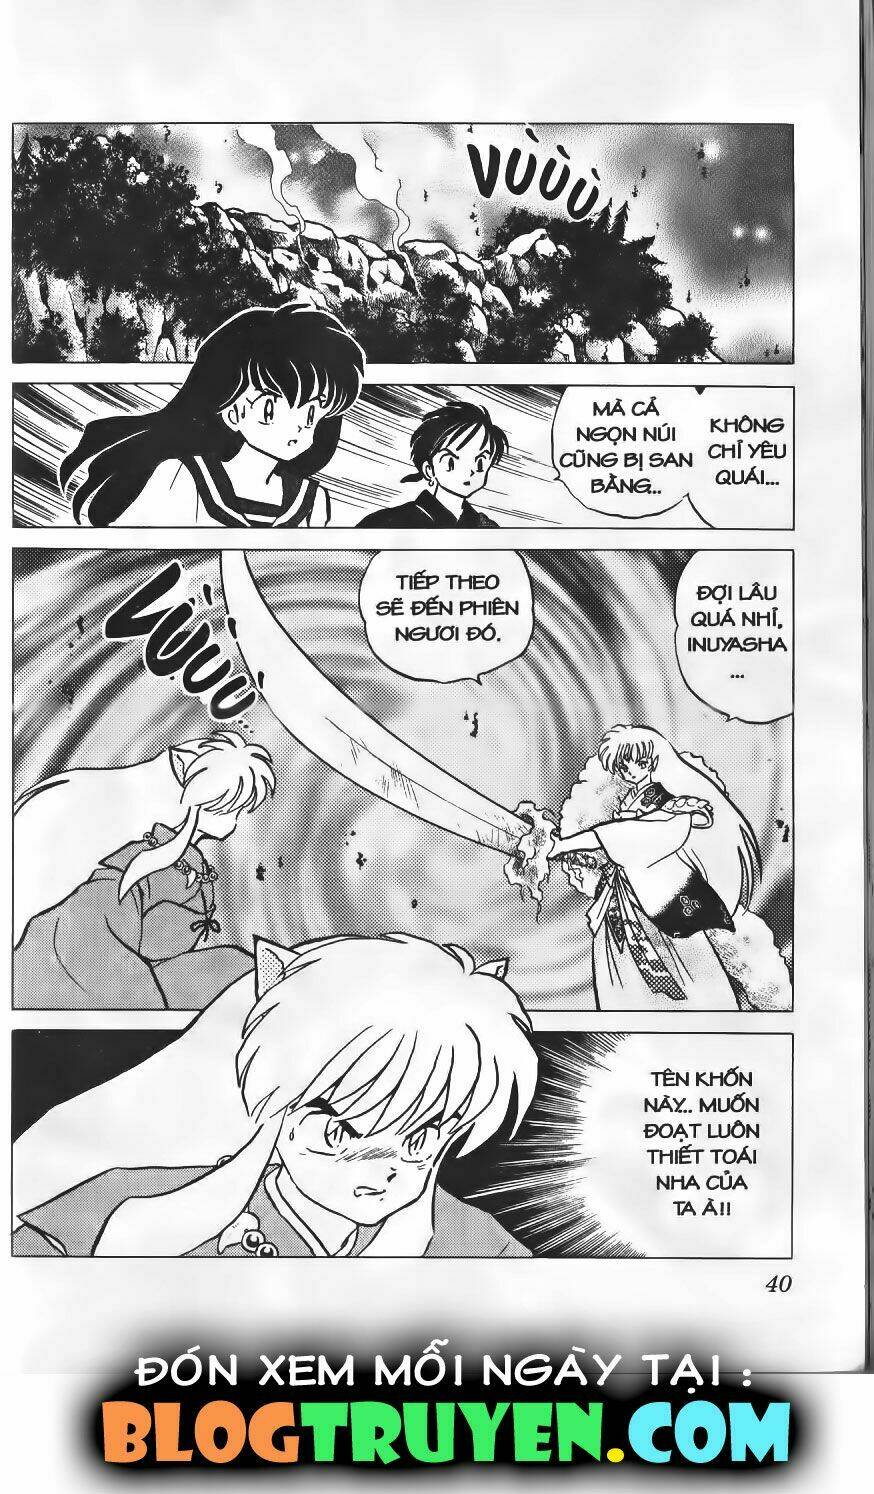 VÙÙÙ
KHÔNG
CHỈ YÊU
QUÁI...
MÀ CẢ
NGỌN NÚI
CŨNG BỊ SAN
BẰNG...
ĐỢI LÂU
QUÁ NHỈ,
INUYASHA
...
TIẾP THEO
SẼ ĐẾN PHIÊN
NGƯƠI ĐÓ.
VÙÙÙÙ...
TÊN KHỐN
NÀY... MUỐN
ĐOẠT LUÔN
THIẾT TOÁI
NHA CỦA
TA À!!
40
ĐÓN XEM MỖI NGÀY TẠI :
BLOGTRUYEN.COM